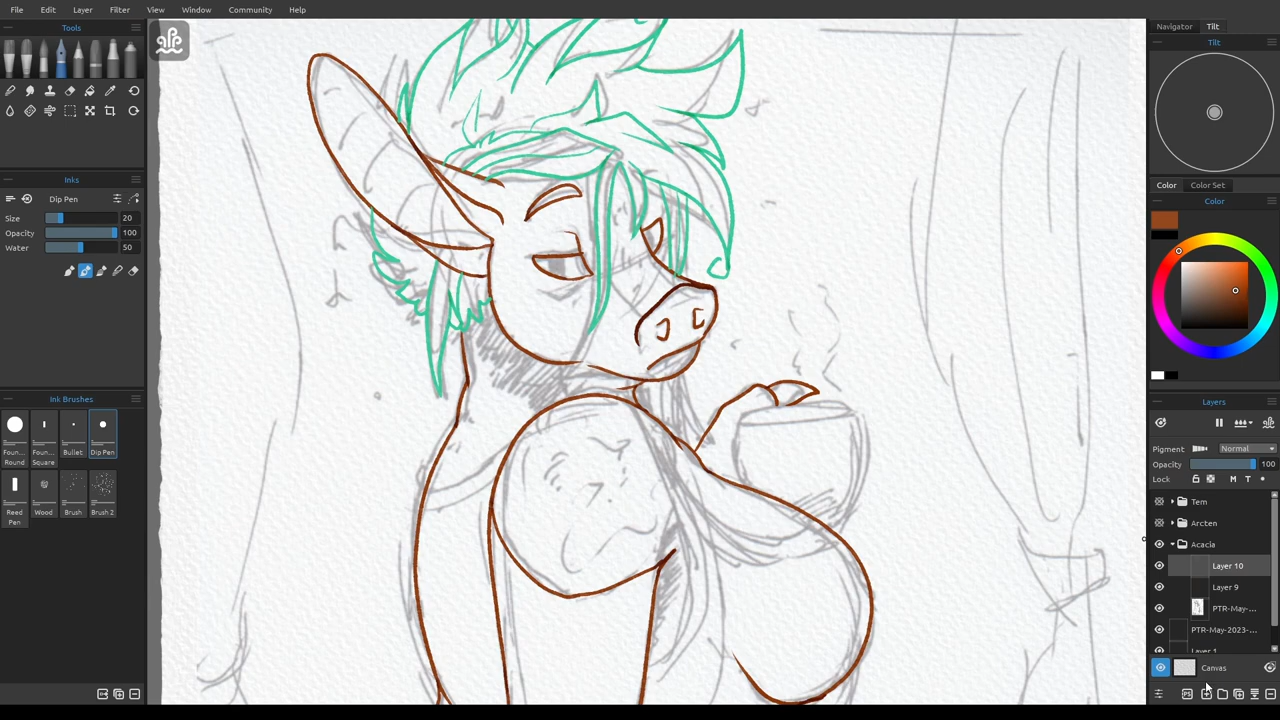 File Edit Layer Filter View Window Community Help
Tools
Inks
Dip Pen
Size 20
Opacity 100
Water 50
Ink Brushes
Foun... Round
Foun... Square
Bullet
Dip Pen
Reed Pen
Wood
Brush
Brush 2
Navigator Tilt
Tilt
Color Color Set
Color
Layers
Pigment Normal
Opacity 100
Lock M T
Tem
Arcten
Acacia
Layer 10
Layer 9
PTR-May-...
PTR-May-2023-...
Layer 1
Canvas
PS